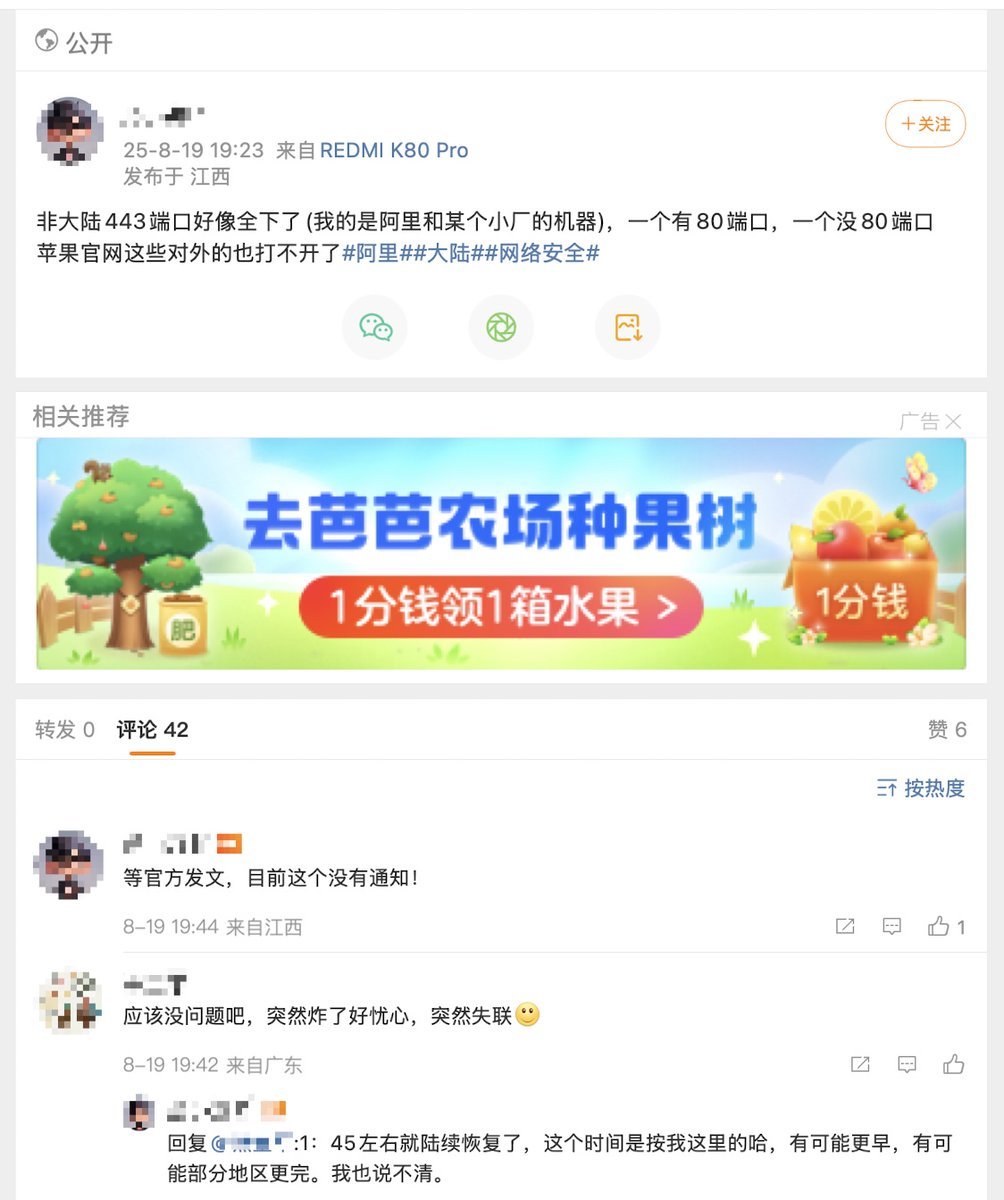 公开
+关注
25-8-19 19:23 来自 REDMI K80 Pro
发布于 江西
非大陆443端口好像全下了(我的是阿里和某个小厂的机器)，一个有80端口，一个没80端口
苹果官网这些对外的也打不开了#阿里##大陆##网络安全#
相关推荐
广告
去芭芭农场种果树
1分钱领1箱水果 >
肥
1分钱
转发 0 评论 42
赞 6
按热度
等官方发文，目前这个没有通知！
8-19 19:44 来自江西
1
应该没问题吧，突然炸了好忧心，突然失联
8-19 19:42 来自广东
回复@ :1：45左右就陆续恢复了，这个时间是按我这里的哈，有可能更早，有可
能部分地区更完。我也说不清。